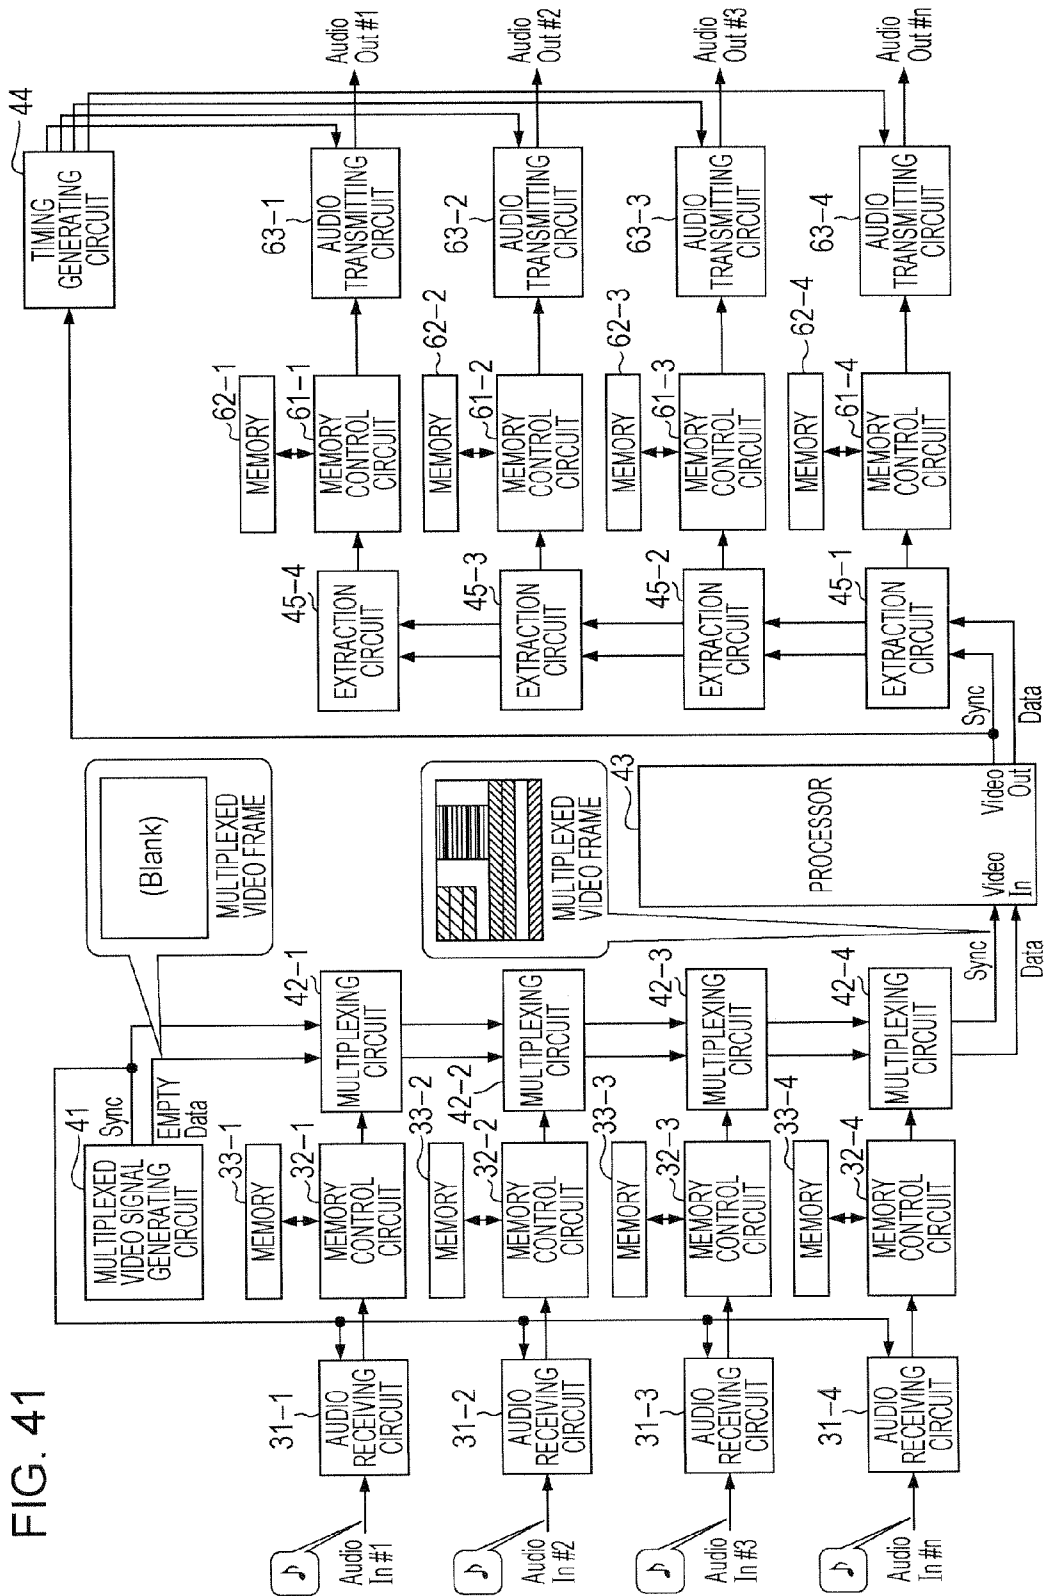 FIG. 41
41
MULTIPLEXED
VIDEO SIGNAL
GENERATING
CIRCUIT
Sync
EMPTY
Data
(Blank)
MULTIPLEXED
VIDEO FRAME
44
TIMING
GENERATING
CIRCUIT
Audio
In #1
31-1
AUDIO
RECEIVING
CIRCUIT
33-1
MEMORY
32-1
MEMORY
CONTROL
CIRCUIT
42-1
MULTIPLEXING
CIRCUIT
45-4
EXTRACTION
CIRCUIT
62-1
MEMORY
61-1
MEMORY
CONTROL
CIRCUIT
63-1
AUDIO
TRANSMITTING
CIRCUIT
Audio
Out #1
Audio
In #2
31-2
AUDIO
RECEIVING
CIRCUIT
33-2
MEMORY
32-2
MEMORY
CONTROL
CIRCUIT
42-2
MULTIPLEXING
CIRCUIT
MULTIPLEXED
VIDEO FRAME
45-3
EXTRACTION
CIRCUIT
62-2
MEMORY
61-2
MEMORY
CONTROL
CIRCUIT
63-2
AUDIO
TRANSMITTING
CIRCUIT
Audio
Out #2
Audio
In #3
31-3
AUDIO
RECEIVING
CIRCUIT
33-3
MEMORY
32-3
MEMORY
CONTROL
CIRCUIT
42-3
MULTIPLEXING
CIRCUIT
43
PROCESSOR
Video
In
Video
Out
45-2
EXTRACTION
CIRCUIT
62-3
MEMORY
61-3
MEMORY
CONTROL
CIRCUIT
63-3
AUDIO
TRANSMITTING
CIRCUIT
Audio
Out #3
Audio
In #n
31-4
AUDIO
RECEIVING
CIRCUIT
33-4
MEMORY
32-4
MEMORY
CONTROL
CIRCUIT
42-4
MULTIPLEXING
CIRCUIT
Sync
Data
Sync
Data
45-1
EXTRACTION
CIRCUIT
62-4
MEMORY
61-4
MEMORY
CONTROL
CIRCUIT
63-4
AUDIO
TRANSMITTING
CIRCUIT
Audio
Out #n